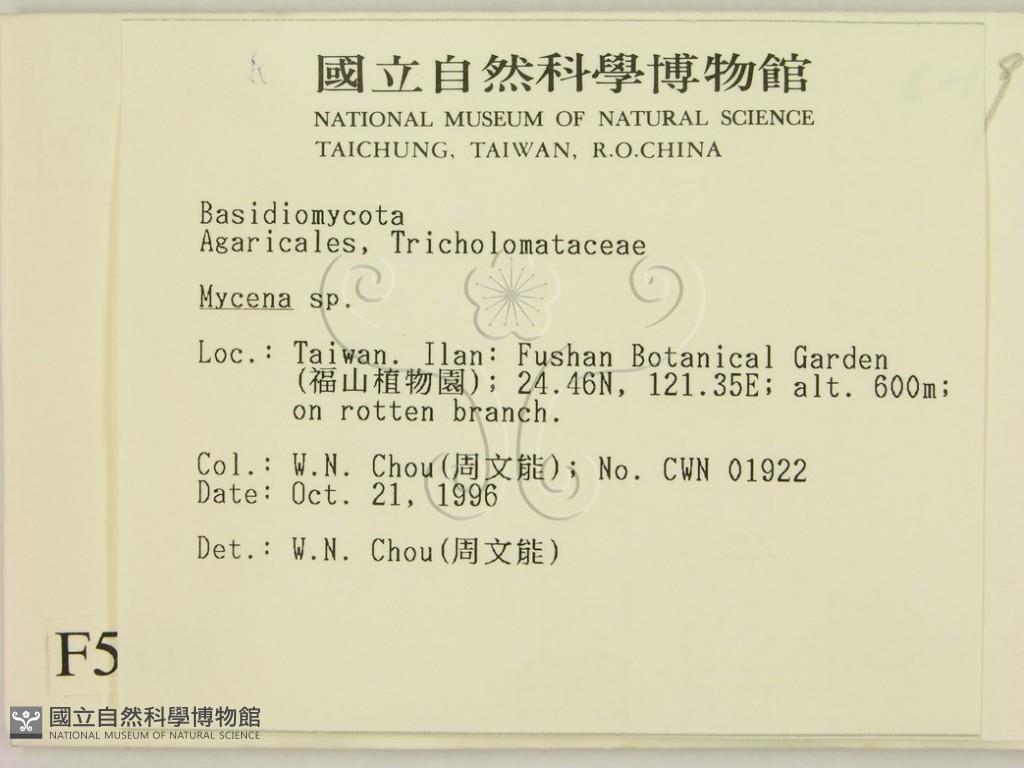 國立自然科學博物館
NATIONAL MUSEUM OF NATURAL SCIENCE
TAICHUNG, TAIWAN, R.O.CHINA
Basidiomycota
Agaricales, Tricholomataceae
Mycena sp.
Loc.: Taiwan. Ilan: Fushan Botanical Garden
(福山植物園); 24.46N, 121.35E; alt. 600m;
on rotten branch.
Col.: W.N. Chou(周文能); No. CWN 01922
Date: Oct. 21, 1996
Det.: W.N. Chou(周文能)
F5
國立自然科學博物館
NATIONAL MUSEUM OF NATURAL SCIENCE